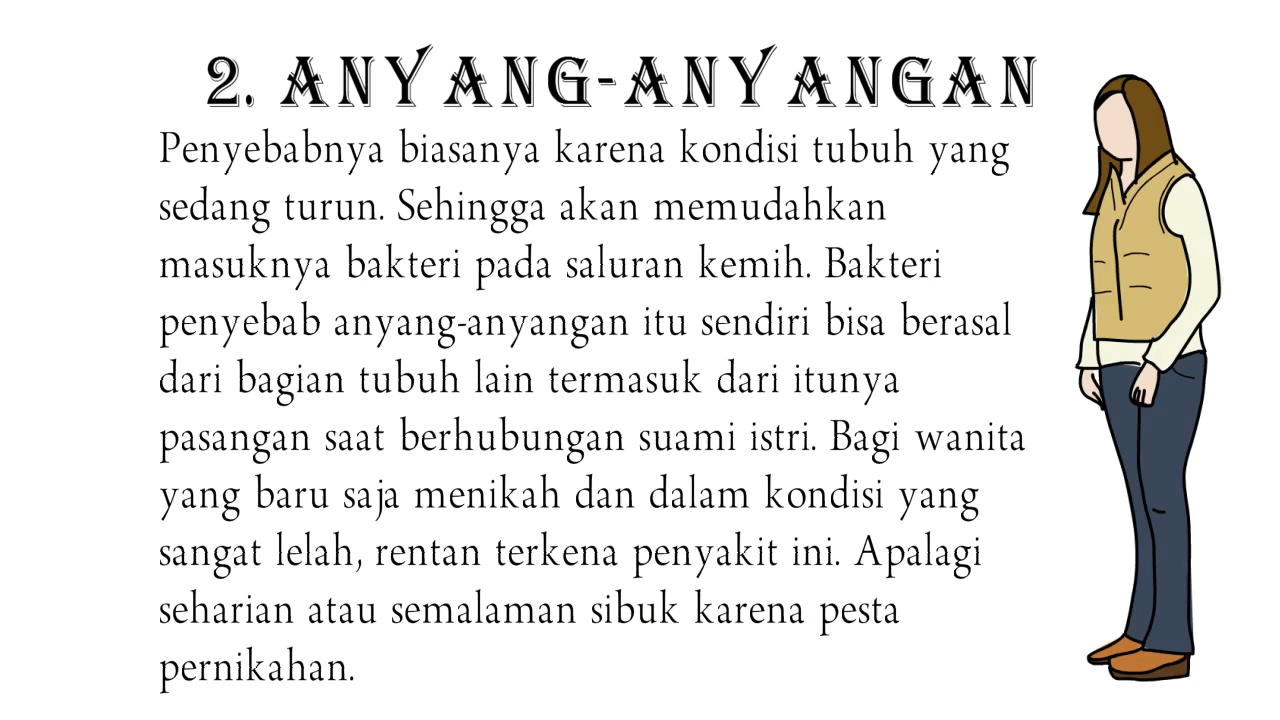 2. ANYANG-ANYANGAN
Penyebabnya biasanya karena kondisi tubuh yang
sedang turun. Sehingga akan memudahkan
masuknya bakteri pada saluran kemih. Bakteri
penyebab anyang-anyangan itu sendiri bisa berasal
dari bagian tubuh lain termasuk dari itunya
pasangan saat berhubungan suami istri. Bagi wanita
yang baru saja menikah dan dalam kondisi yang
sangat lelah, rentan terkena penyakit ini. Apalagi
seharian atau semalaman sibuk karena pesta
pernikahan.